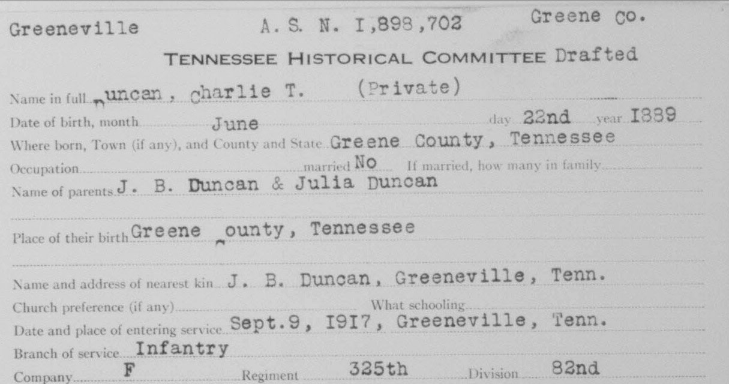 Greeneville A. S. N. I,898,702 Greene Co.
TENNESSEE HISTORICAL COMMITTEE Drafted
Name in full Duncan, Charlie T. (Private)
Date of birth, month June day 22nd year I889
Where born, Town (if any), and County and State Greene County, Tennessee
Occupation married No If married, how many in family
Name of parents J. B. Duncan & Julia Duncan
Place of their birth Greene County, Tennessee
Name and address of nearest kin J. B. Duncan, Greeneville, Tenn.
Church preference (if any) What schooling
Date and place of entering service Sept.9, I9I7, Greeneville, Tenn.
Branch of service Infantry
Company F Regiment 325th Division 82nd